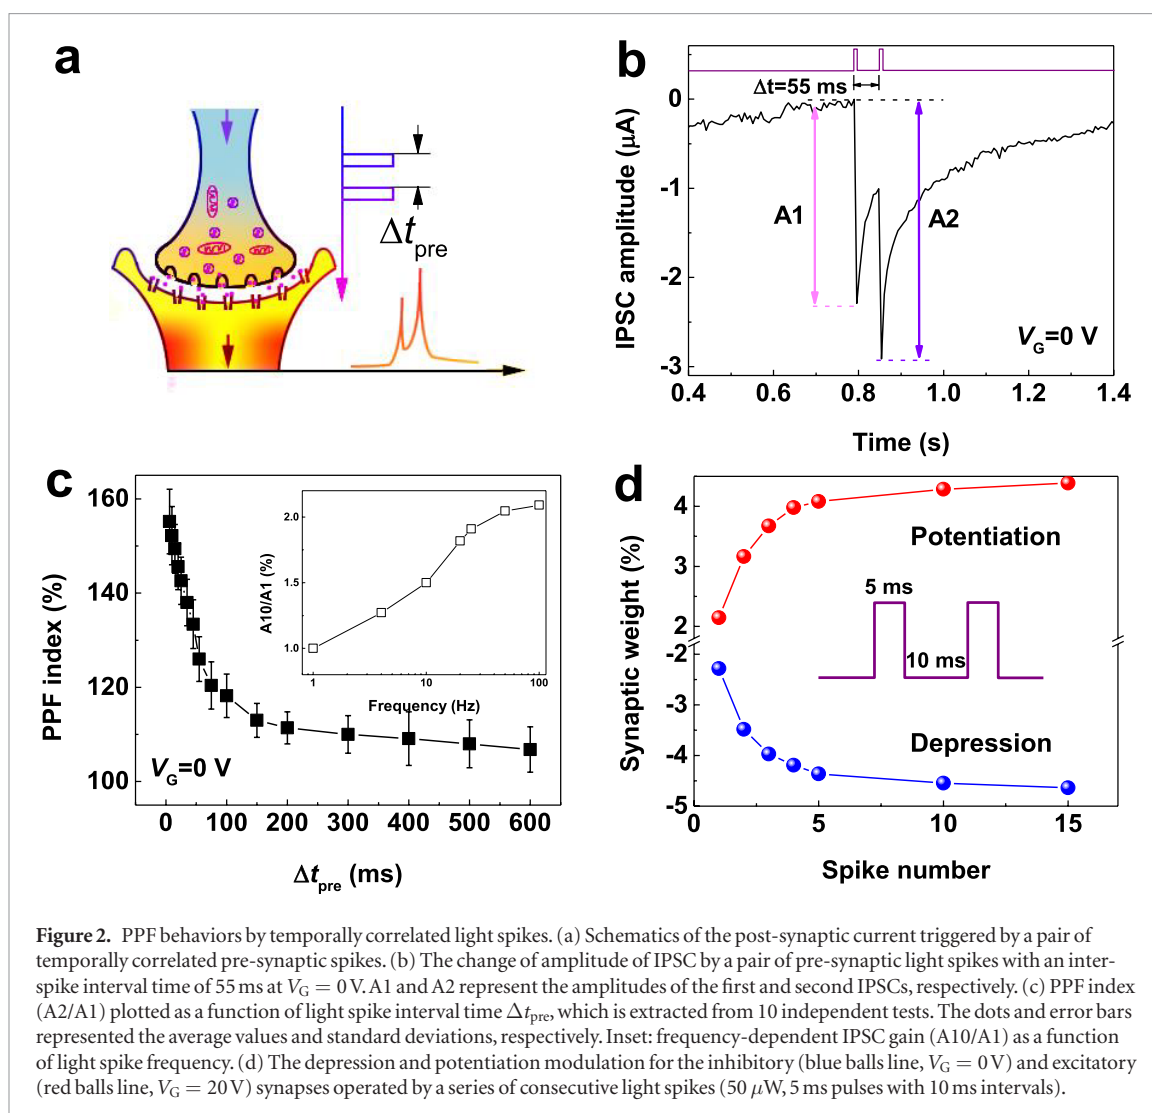 a
Δt
pre
b
Δt=55 ms
0
-1
-2
-3
IPSC amplitude (μA)
A1
A2
V_G=0 V
0.4 0.6 0.8 1.0 1.2 1.4
Time (s)
c
160
140
120
100
PPF index (%)
V_G=0 V
0 100 200 300 400 500 600
Δt_pre (ms)
2.0
1.5
1.0
A10/A1 (%)
1 10 100
Frequency (Hz)
d
4
3
2
-2
-3
-4
-5
Synaptic weight (%)
Potentiation
5 ms
10 ms
Depression
0 5 10 15
Spike number
Figure 2. PPF behaviors by temporally correlated light spikes. (a) Schematics of the post-synaptic current triggered by a pair of
temporally correlated pre-synaptic spikes. (b) The change of amplitude of IPSC by a pair of pre-synaptic light spikes with an inter-
spike interval time of 55 ms at V_G = 0 V. A1 and A2 represent the amplitudes of the first and second IPSCs, respectively. (c) PPF index
(A2/A1) plotted as a function of light spike interval time Δt_pre, which is extracted from 10 independent tests. The dots and error bars
represented the average values and standard deviations, respectively. Inset: frequency-dependent IPSC gain (A10/A1) as a function
of light spike frequency. (d) The depression and potentiation modulation for the inhibitory (blue balls line, V_G = 0 V) and excitatory
(red balls line, V_G = 20 V) synapses operated by a series of consecutive light spikes (50 μW, 5 ms pulses with 10 ms intervals).